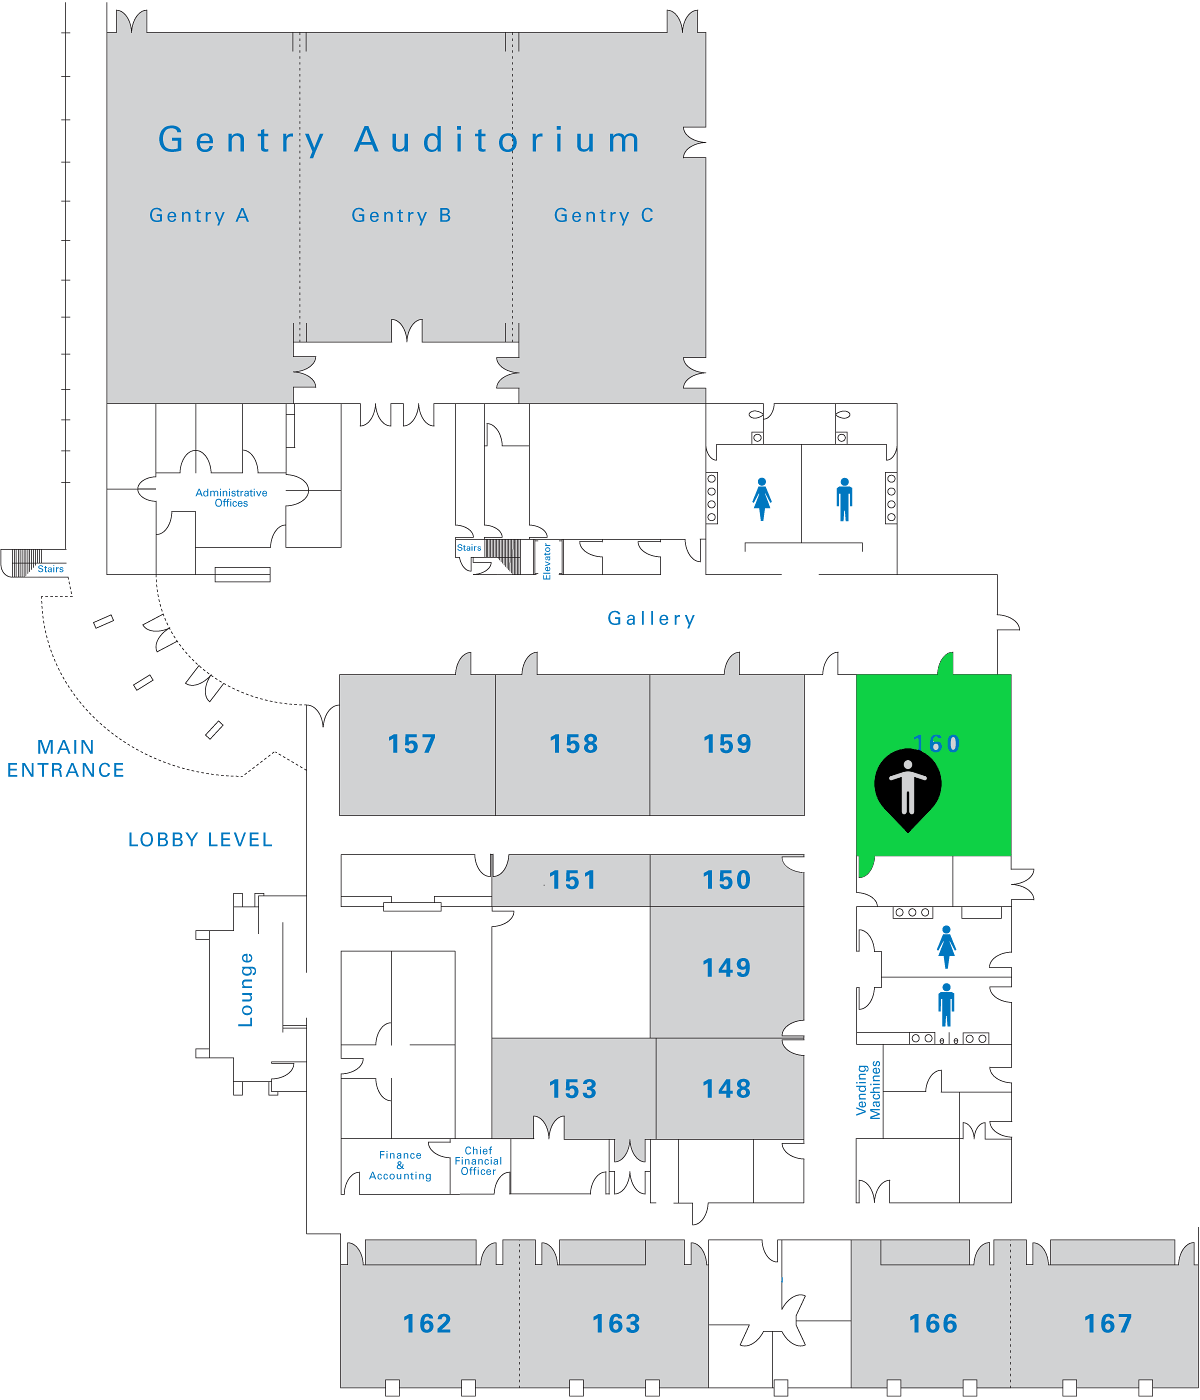 Gentry Auditorium
Gentry A
Gentry B
Gentry C
Administrative
Offices
Stairs
Elevator
Stairs
Gallery
MAIN
ENTRANCE
157
158
159
160
LOBBY LEVEL
151
150
Lounge
149
153
148
Vending
Machines
Finance
&
Accounting
Chief
Financial
Officer
162
163
166
167